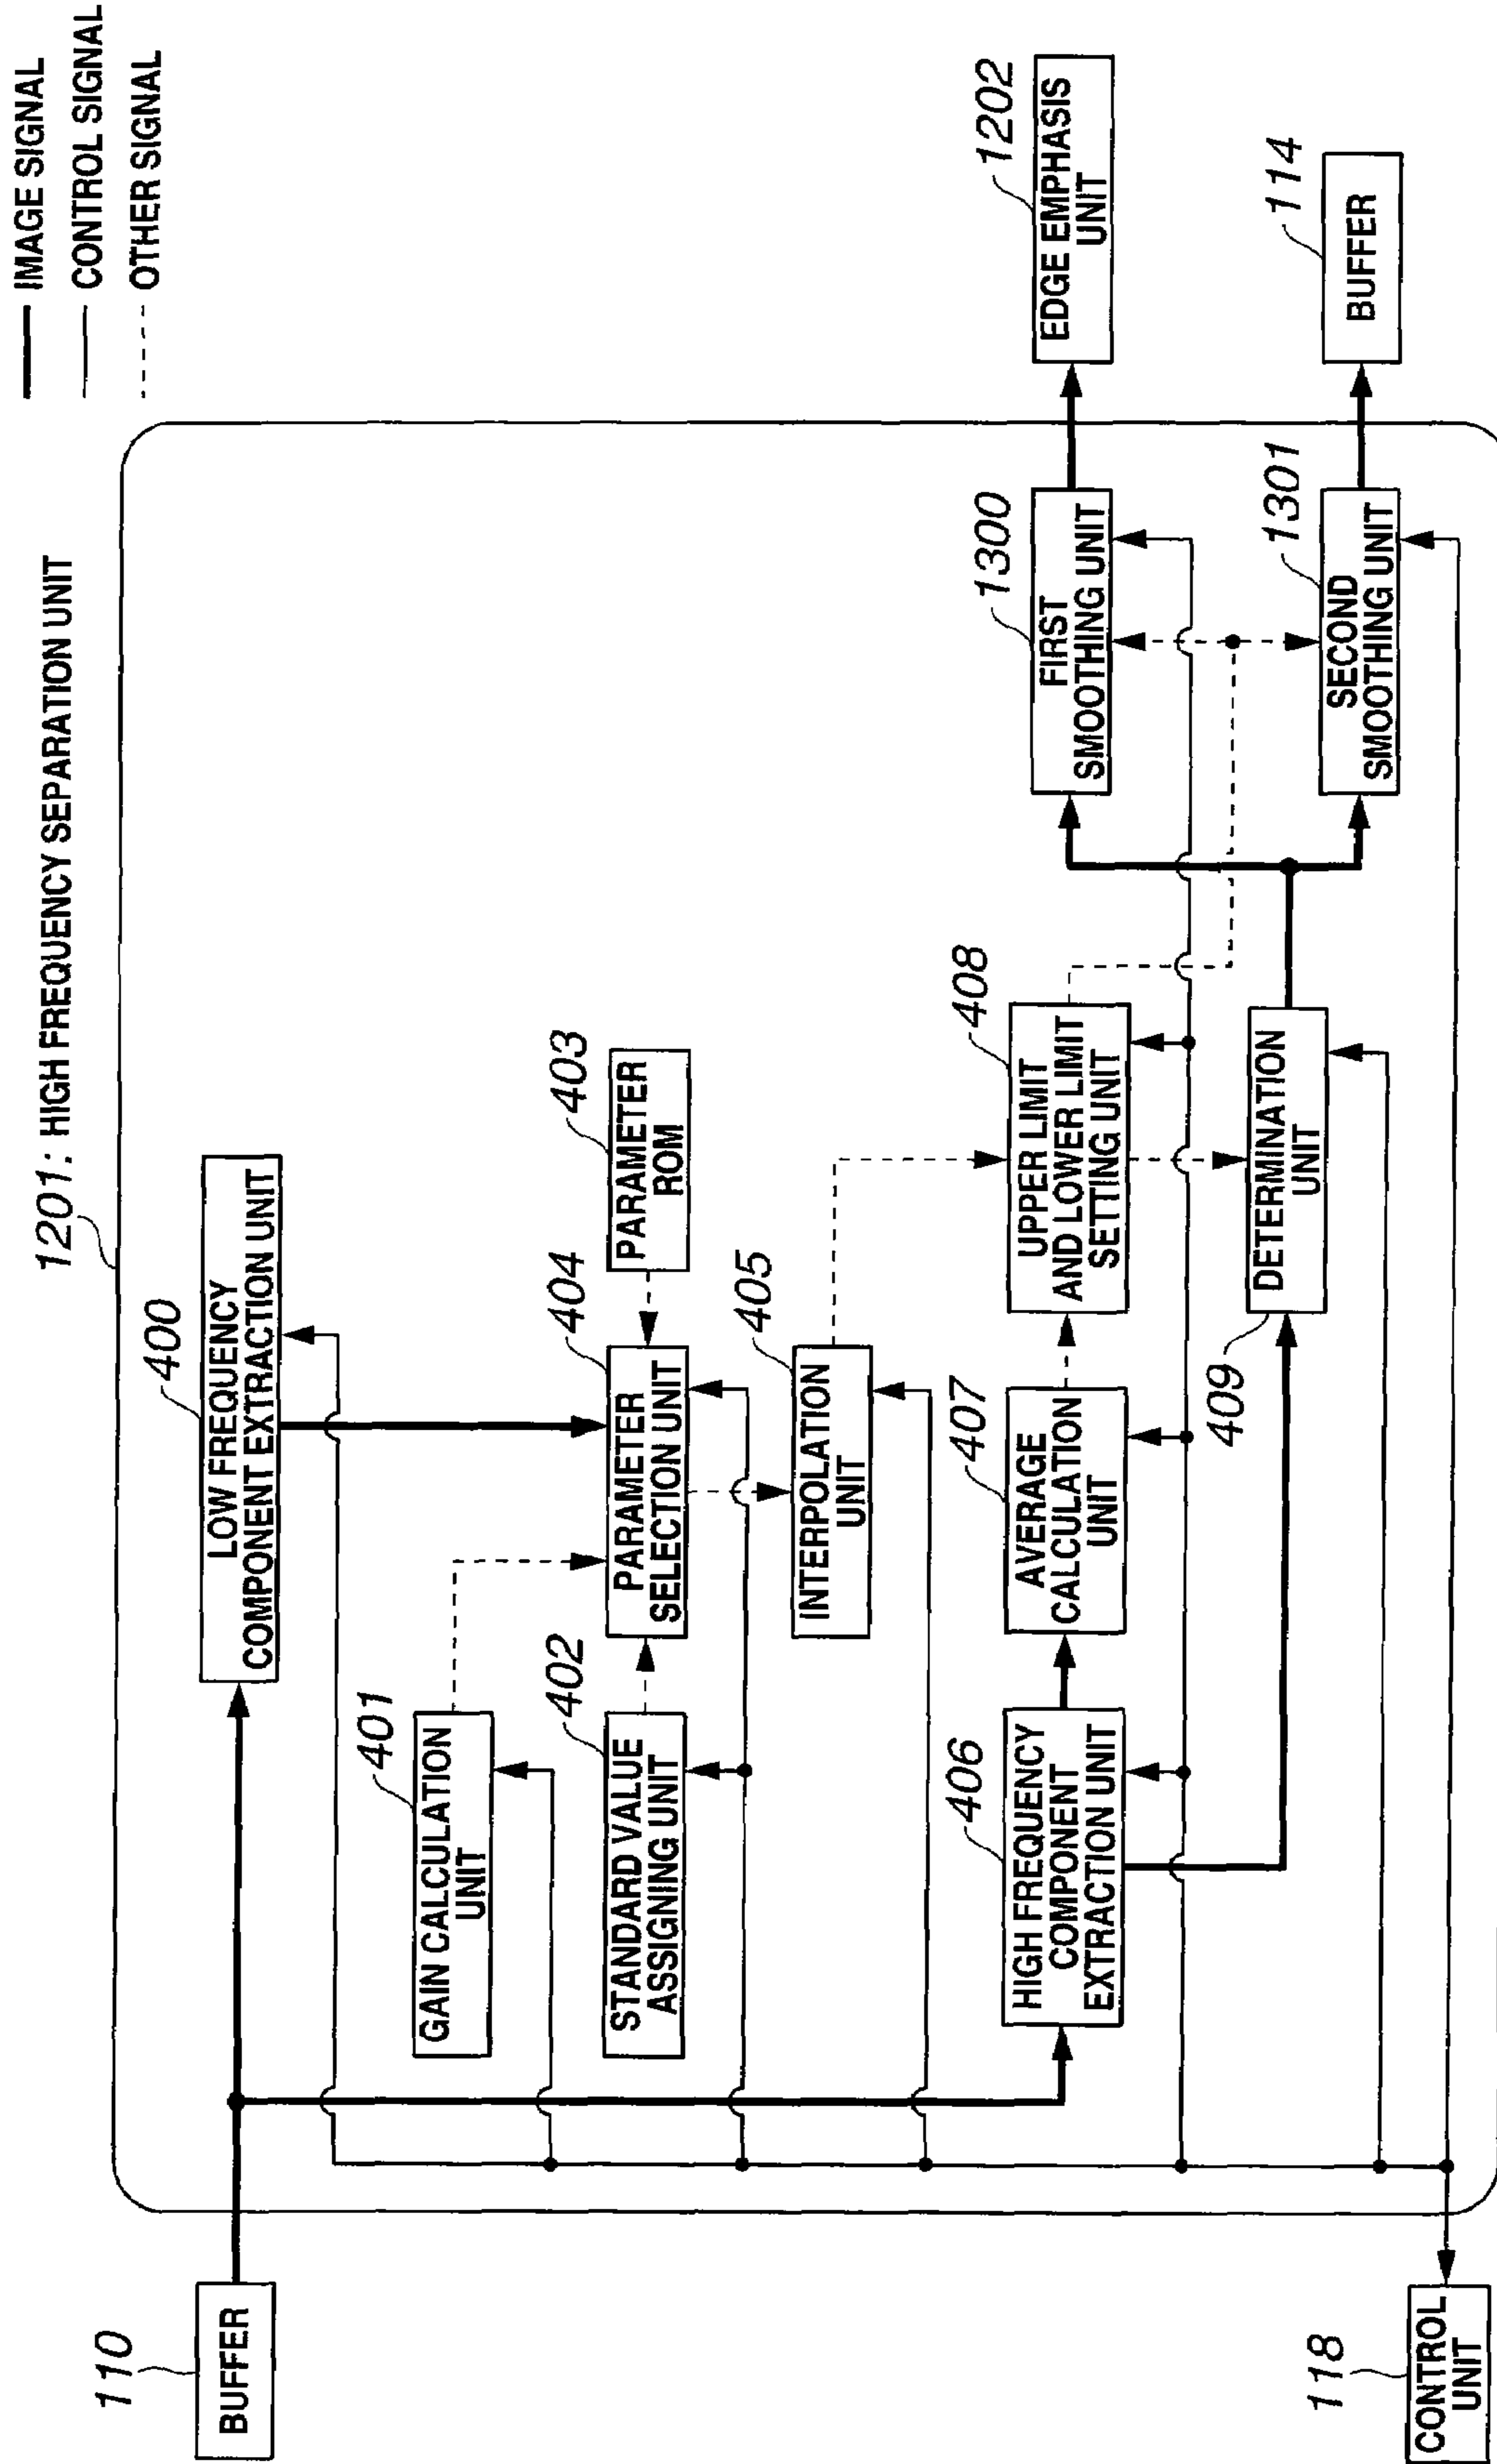 IMAGE SIGNAL
CONTROL SIGNAL
OTHER SIGNAL
1201: HIGH FREQUENCY SEPARATION UNIT
110
BUFFER
400
LOW FREQUENCY
COMPONENT EXTRACTION UNIT
401
GAIN CALCULATION
UNIT
402
STANDARD VALUE
ASSIGNING UNIT
403
PARAMETER
ROM
404
PARAMETER
SELECTION UNIT
405
INTERPOLATION
UNIT
406
HIGH FREQUENCY
COMPONENT
EXTRACTION UNIT
407
AVERAGE
CALCULATION
UNIT
408
UPPER LIMIT
AND LOWER LIMIT
SETTING UNIT
409
DETERMINATION
UNIT
1300
FIRST
SMOOTHING UNIT
1301
SECOND
SMOOTHING UNIT
1202
EDGE EMPHASIS
UNIT
114
BUFFER
118
CONTROL
UNIT